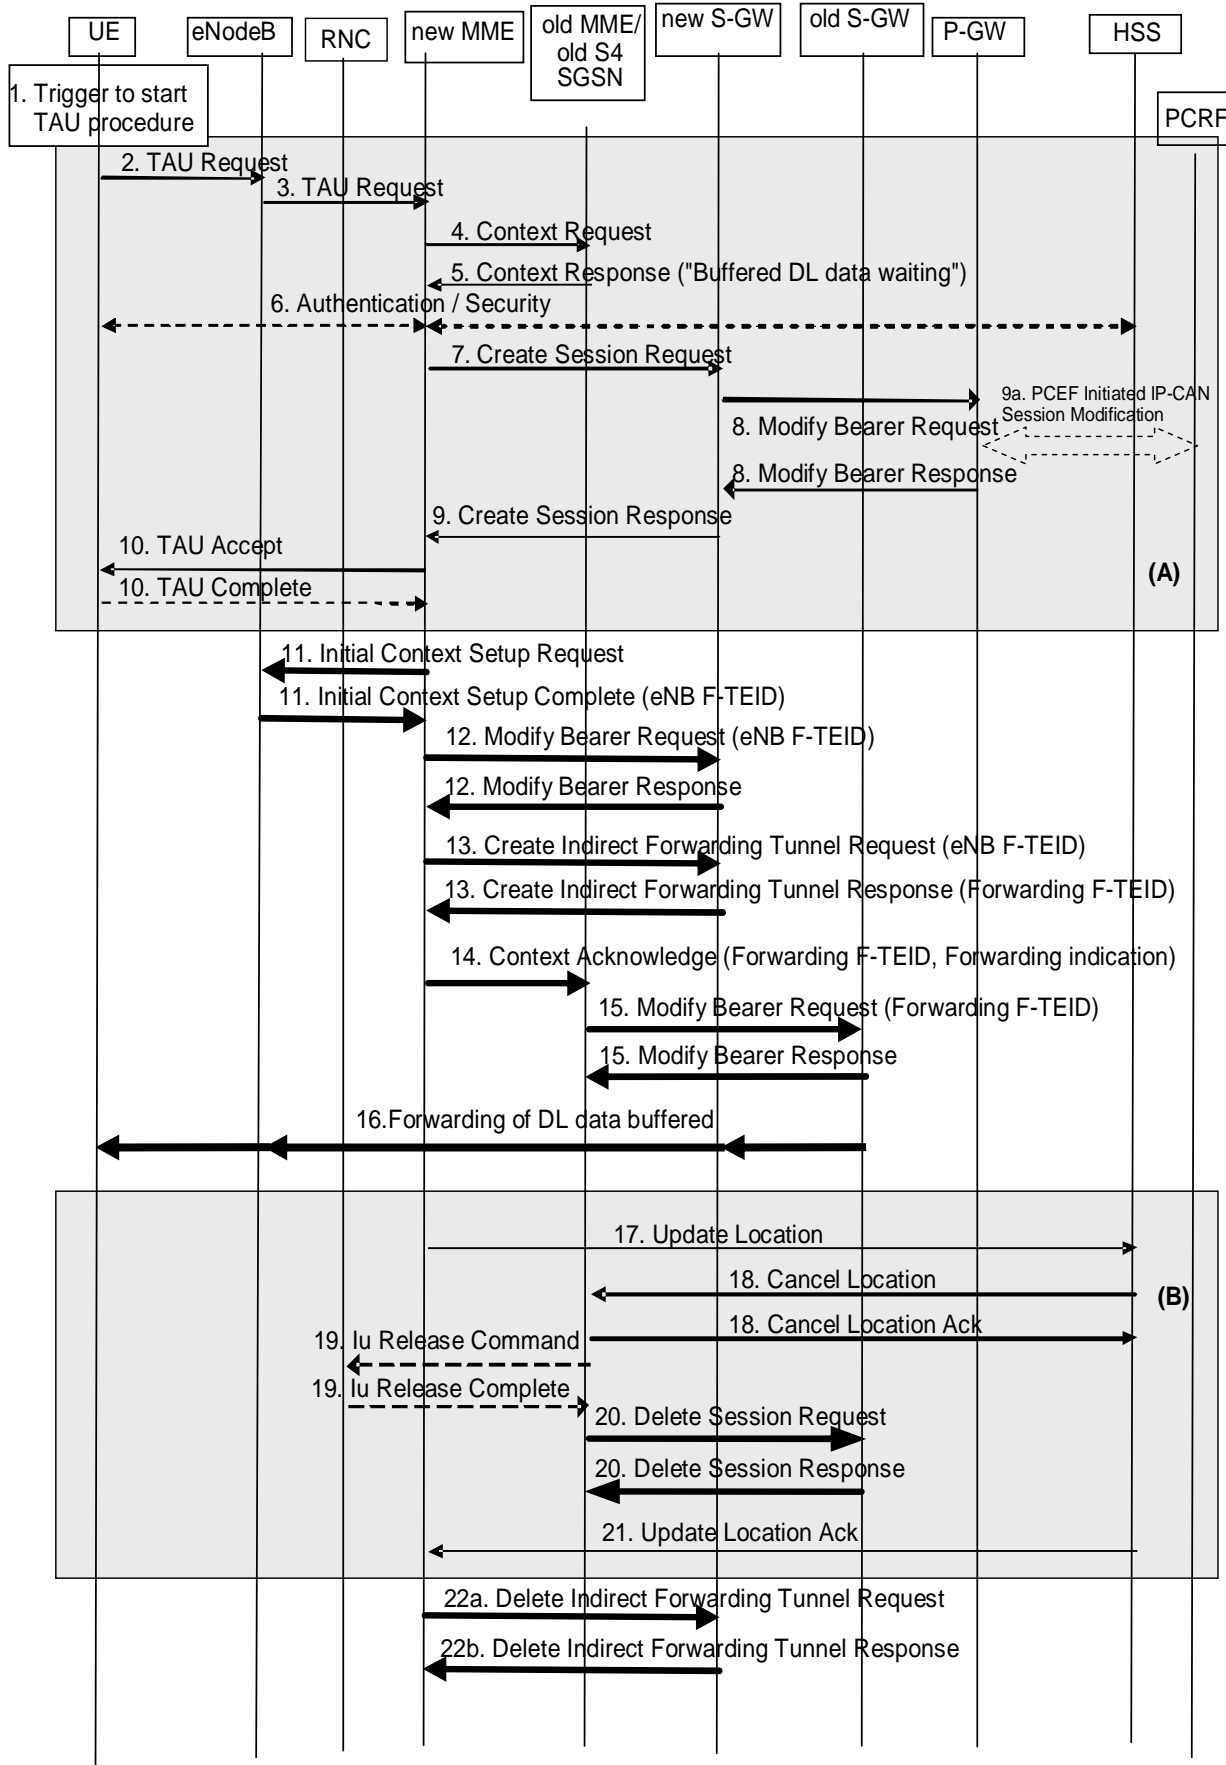 UE
eNodeB
RNC
new MME
old MME/
old S4
SGSN
new S-GW
old S-GW
P-GW
HSS
PCRF
1. Trigger to start
TAU procedure
2. TAU Request
3. TAU Request
4. Context Request
5. Context Response ("Buffered DL data waiting")
6. Authentication / Security
7. Create Session Request
9a. PCEF Initiated IP-CAN
Session Modification
8. Modify Bearer Request
8. Modify Bearer Response
9. Create Session Response
10. TAU Accept
(A)
10. TAU Complete
11. Initial Context Setup Request
11. Initial Context Setup Complete (eNB F-TEID)
12. Modify Bearer Request (eNB F-TEID)
12. Modify Bearer Response
13. Create Indirect Forwarding Tunnel Request (eNB F-TEID)
13. Create Indirect Forwarding Tunnel Response (Forwarding F-TEID)
14. Context Acknowledge (Forwarding F-TEID, Forwarding indication)
15. Modify Bearer Request (Forwarding F-TEID)
15. Modify Bearer Response
16.Forwarding of DL data buffered
17. Update Location
18. Cancel Location
(B)
18. Cancel Location Ack
19. Iu Release Command
19. Iu Release Complete
20. Delete Session Request
20. Delete Session Response
21. Update Location Ack
22a. Delete Indirect Forwarding Tunnel Request
22b. Delete Indirect Forwarding Tunnel Response